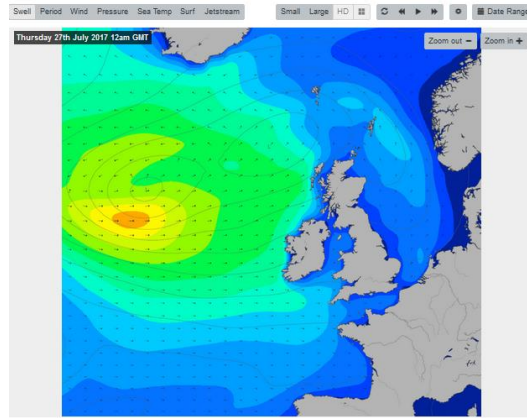 Swell Period Wind Pressure Sea Temp Surf Jetstream Small Large HD Date Range
Thursday 27th July 2017 12am GMT
Zoom out − Zoom in +